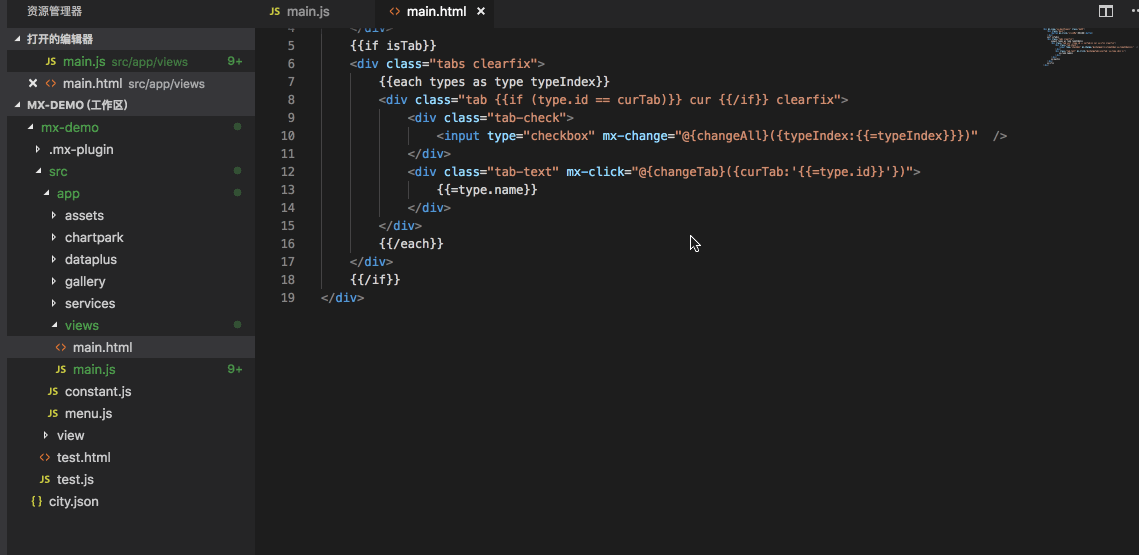 资源管理器
打开的编辑器
JS main.js src/app/views 9+
<> main.html src/app/views
MX-DEMO (工作区)
mx-demo
.mx-plugin
src
app
assets
chartpark
dataplus
gallery
services
views
<> main.html
JS main.js 9+
JS constant.js
JS menu.js
view
<> test.html
JS test.js
{} city.json
JS main.js
<> main.html ×
4 </div>
5 {{if isTab}}
6 <div class="tabs clearfix">
7 {{each types as type typeIndex}}
8 <div class="tab {{if (type.id == curTab)}} cur {{/if}} clearfix">
9 <div class="tab-check">
10 <input type="checkbox" mx-change="@{changeAll}({typeIndex:{{=typeIndex}}})" />
11 </div>
12 <div class="tab-text" mx-click="@{changeTab}({curTab:'{{=type.id}}'})">
13 {{=type.name}}
14 </div>
15 </div>
16 {{/each}}
17 </div>
18 {{/if}}
19 </div>